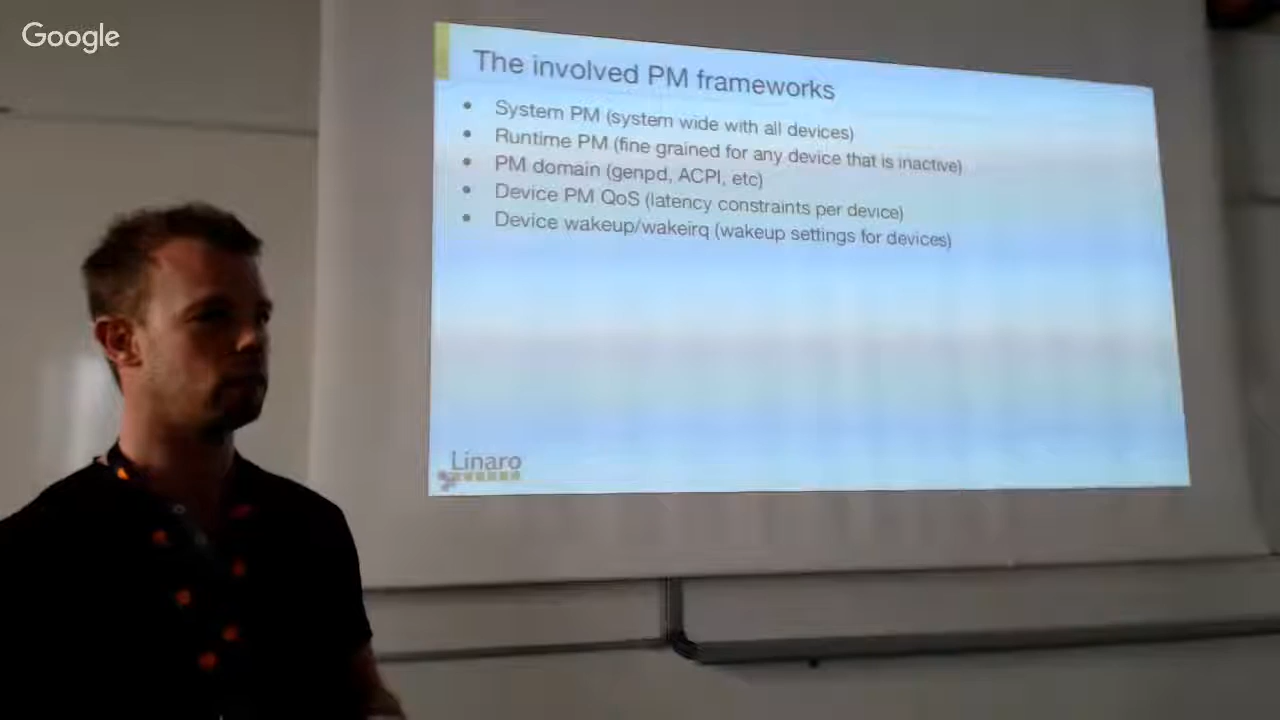 Google
The involved PM frameworks
• System PM (system wide with all devices)
• Runtime PM (fine grained for any device that is inactive)
• PM domain (genpd, ACPI, etc)
• Device PM QoS (latency constraints per device)
• Device wakeup/wakeirq (wakeup settings for devices)
Linaro